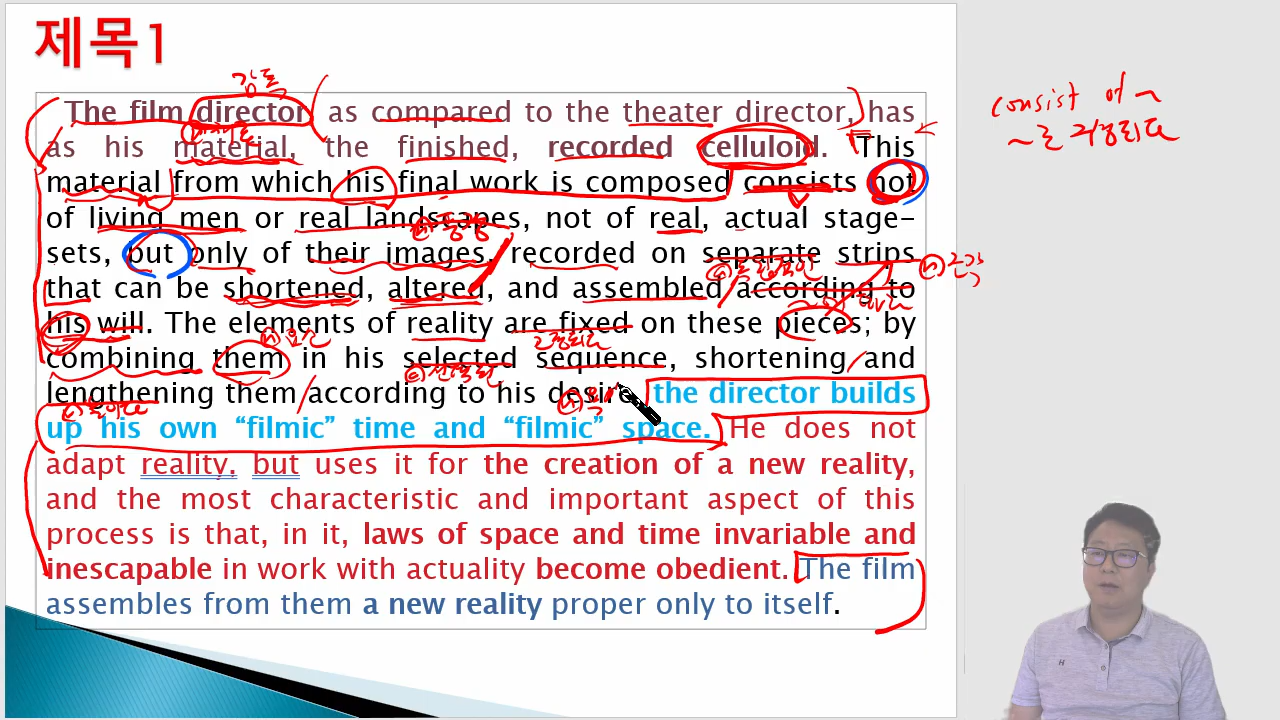 제목1
감독
The film director as compared to the theater director, has
as his material, the finished, recorded celluloid. This
material from which his final work is composed consists not
of living men or real landscapes, not of real, actual stage-
sets, but only of their images, recorded on separate strips
that can be shortened, altered, and assembled according to
his will. The elements of reality are fixed on these pieces; by
combining them in his selected sequence, shortening and
lengthening them according to his desire, the director builds
up his own “filmic” time and “filmic” space. He does not
adapt reality, but uses it for the creation of a new reality,
and the most characteristic and important aspect of this
process is that, in it, laws of space and time invariable and
inescapable in work with actuality become obedient. The film
assembles from them a new reality proper only to itself.
consist of ~
~로 구성되다
H